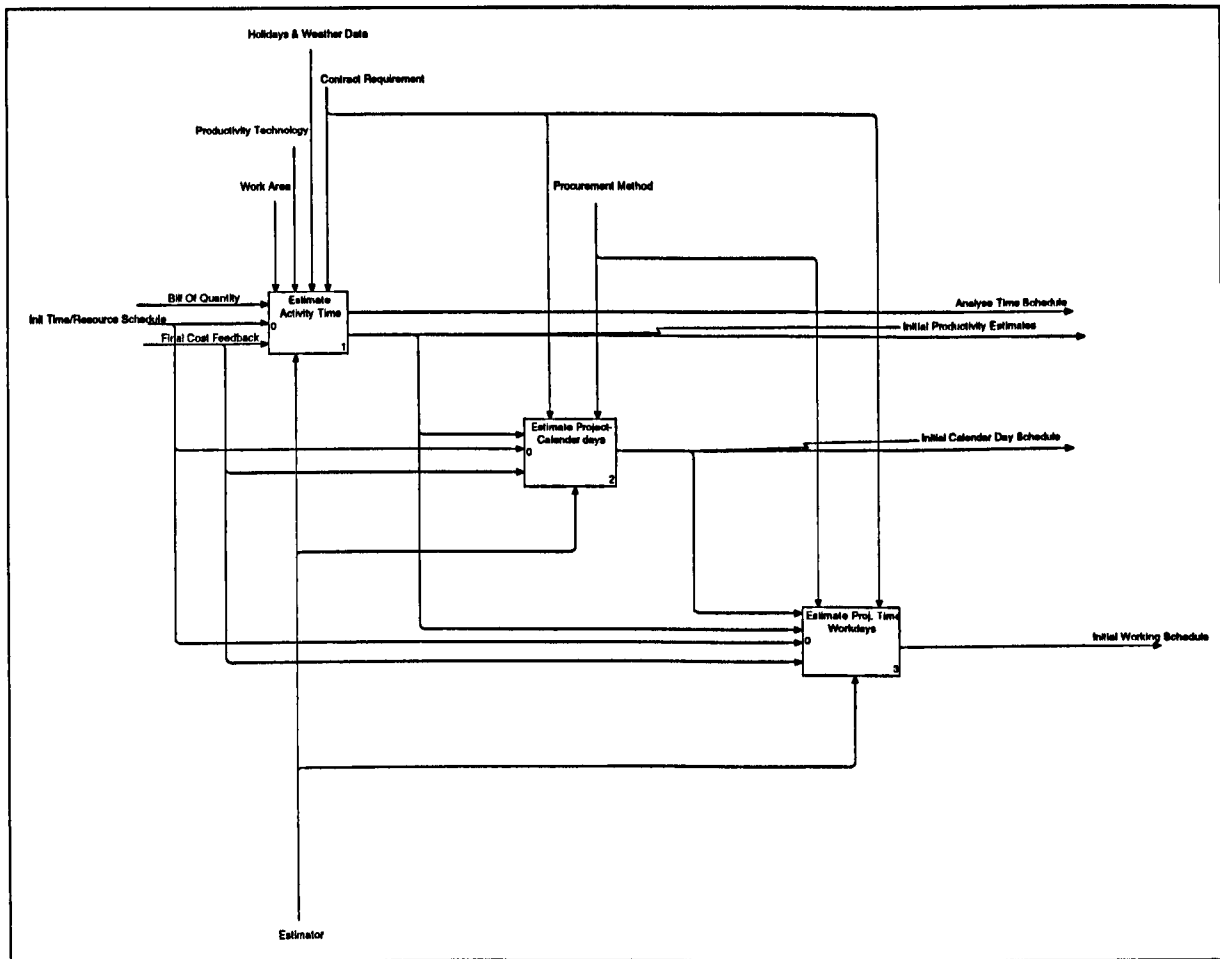 Holidays & Weather Data
Contract Requirement
Productivity Technology
Work Area
Procurement Method
Bill Of Quantity
Estimate
Activity Time
0
1
Analyse Time Schedule
Init Time/Resource Schedule
Initial Productivity Estimates
Final Cost Feedback
Estimate Project-
Calender days
0
2
Initial Calender Day Schedule
Estimate Proj. Time
Workdays
0
3
Initial Working Schedule
Estimator